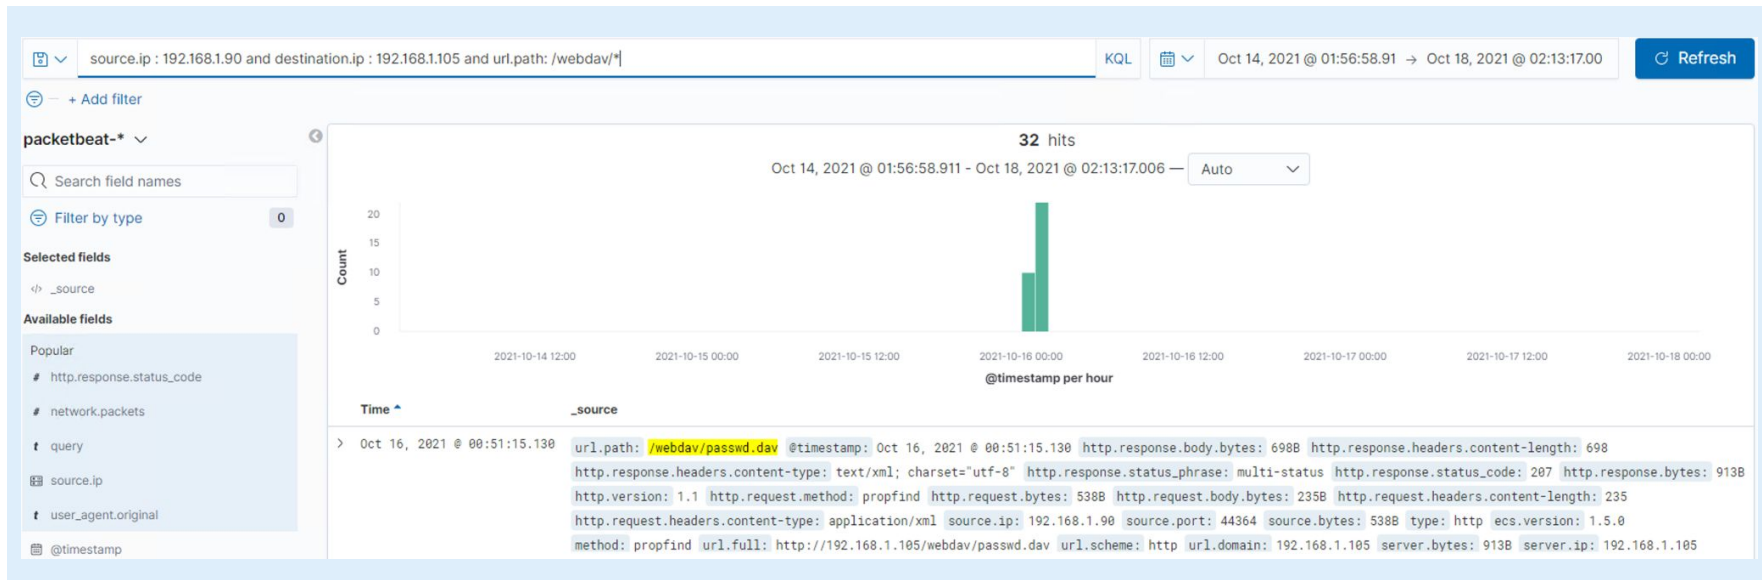 source.ip : 192.168.1.90 and destination.ip : 192.168.1.105 and url.path: /webdav/*
KQL
Oct 14, 2021 @ 01:56:58.91 → Oct 18, 2021 @ 02:13:17.00
Refresh
+ Add filter
packetbeat-*
Search field names
Filter by type 0
Selected fields
</> _source
Available fields
Popular
# http.response.status_code
# network.packets
t query
source.ip
t user_agent.original
@timestamp
32 hits
Oct 14, 2021 @ 01:56:58.911 - Oct 18, 2021 @ 02:13:17.006 — Auto
Count
20
15
10
5
0
2021-10-14 12:00 2021-10-15 00:00 2021-10-15 12:00 2021-10-16 00:00 2021-10-16 12:00 2021-10-17 00:00 2021-10-17 12:00 2021-10-18 00:00
@timestamp per hour
Time _source
Oct 16, 2021 @ 00:51:15.130
url.path: /webdav/passwd.dav @timestamp: Oct 16, 2021 @ 00:51:15.130 http.response.body.bytes: 698B http.response.headers.content-length: 698
http.response.headers.content-type: text/xml; charset="utf-8" http.response.status_phrase: multi-status http.response.status_code: 207 http.response.bytes: 913B
http.version: 1.1 http.request.method: propfind http.request.bytes: 538B http.request.body.bytes: 235B http.request.headers.content-length: 235
http.request.headers.content-type: application/xml source.ip: 192.168.1.90 source.port: 44364 source.bytes: 538B type: http ecs.version: 1.5.0
method: propfind url.full: http://192.168.1.105/webdav/passwd.dav url.scheme: http url.domain: 192.168.1.105 server.bytes: 913B server.ip: 192.168.1.105